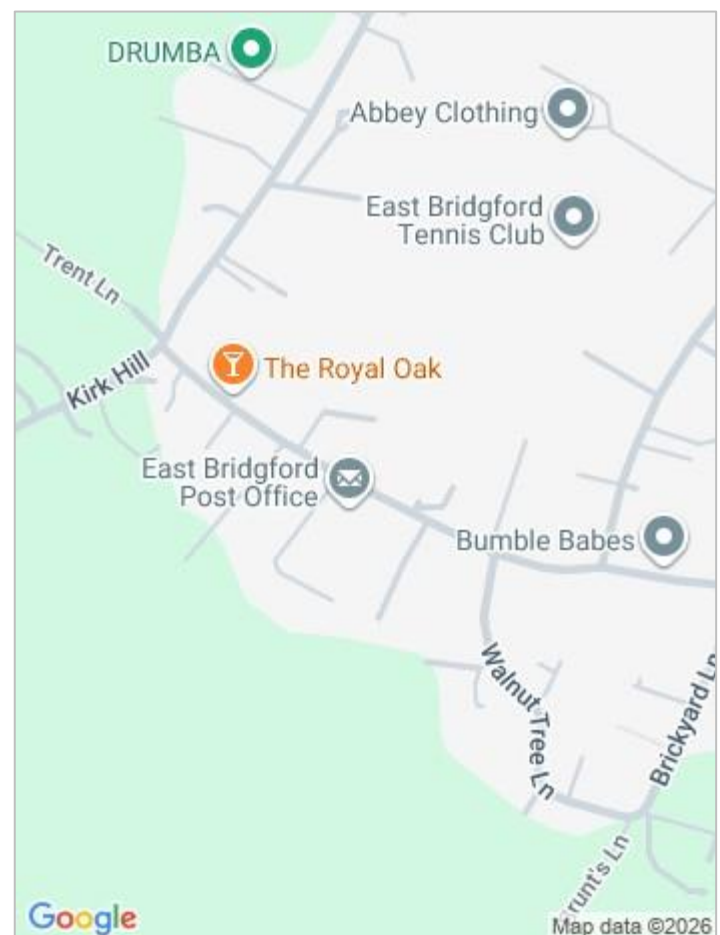 DRUMBA
Abbey Clothing
East Bridgford
Tennis Club
Trent Ln
Kirk Hill
The Royal Oak
East Bridgford
Post Office
Bumble Babes
Walnut Tree Ln
Brickyard Ln
Google
Map data ©2026